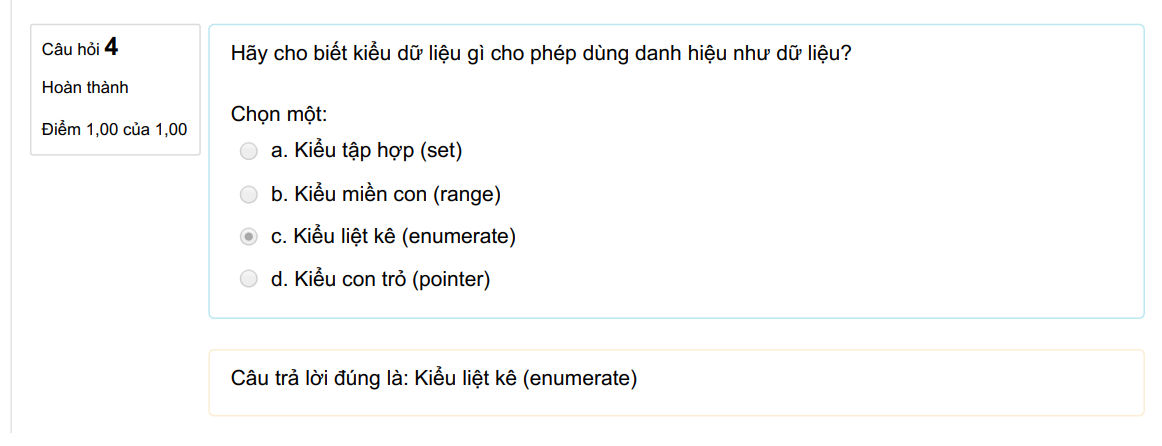 Câu hỏi 4
Hoàn thành
Điểm 1,00 của 1,00
Hãy cho biết kiểu dữ liệu gì cho phép dùng danh hiệu như dữ liệu?
Chọn một:
a. Kiểu tập hợp (set)
b. Kiểu miền con (range)
c. Kiểu liệt kê (enumerate)
d. Kiểu con trỏ (pointer)
Câu trả lời đúng là: Kiểu liệt kê (enumerate)